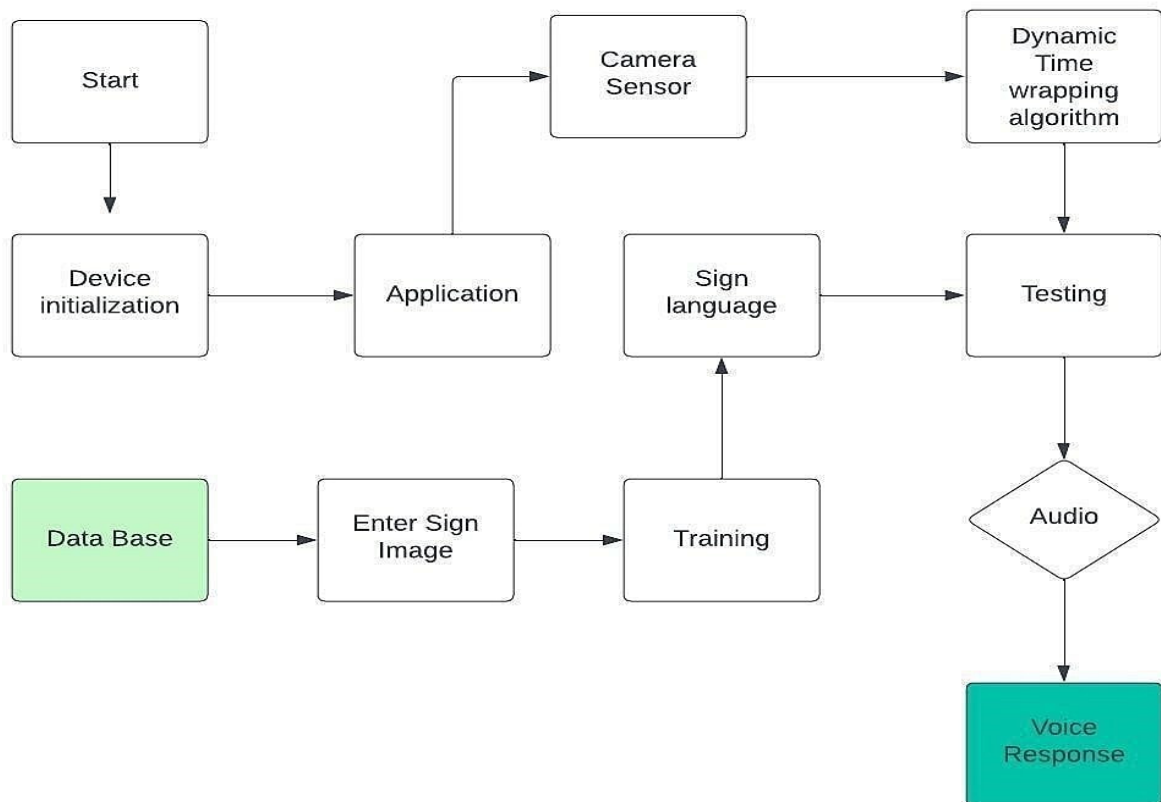 Start
Camera
Sensor
Dynamic
Time
wrapping
algorithm
Device
initialization
Application
Sign
language
Testing
Data Base
Enter Sign
Image
Training
Audio
Voice
Response